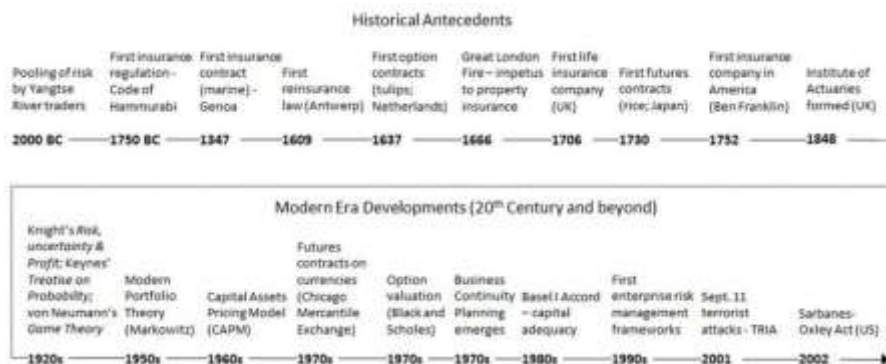 Historical Antecedents
Pooling of risk
by Yangtse
River traders
First insurance
regulation-
Code of
Hammurabi
First insurance
contract
(marine) -
Genoa
First
reinsurance
law (Antwerp)
First option
contracts
(tulips;
Netherlands)
Great London
Fire – impetus
to property
insurance
First life
insurance
company
(UK)
First futures
contracts
(rice; Japan)
First insurance
company in
America
(Ben Franklin)
Institute of
Actuaries
formed (UK)
2000 BC 1750 BC 1347 1609 1637 1666 1706 1730 1752 1848
Modern Era Developments (20th Century and beyond)
Knight's Risk,
uncertainty &
Profit; Keynes'
Treatise on
Probability;
von Neumann's
Game Theory
Modern
Portfolio
Theory
(Markowitz)
Capital Assets
Pricing Model
(CAPM)
Futures
contracts on
currencies
(Chicago
Mercantile
Exchange)
Option
valuation
(Black and
Scholes)
Business
Continuity
Planning
emerges
Basel I Accord
– capital
adequacy
First
enterprise risk
management
frameworks
Sept. 11
terrorist
attacks - TRIA
Sarbanes-
Oxley Act (US)
1920s 1950s 1960s 1970s 1970s 1970s 1980s 1990s 2001 2002